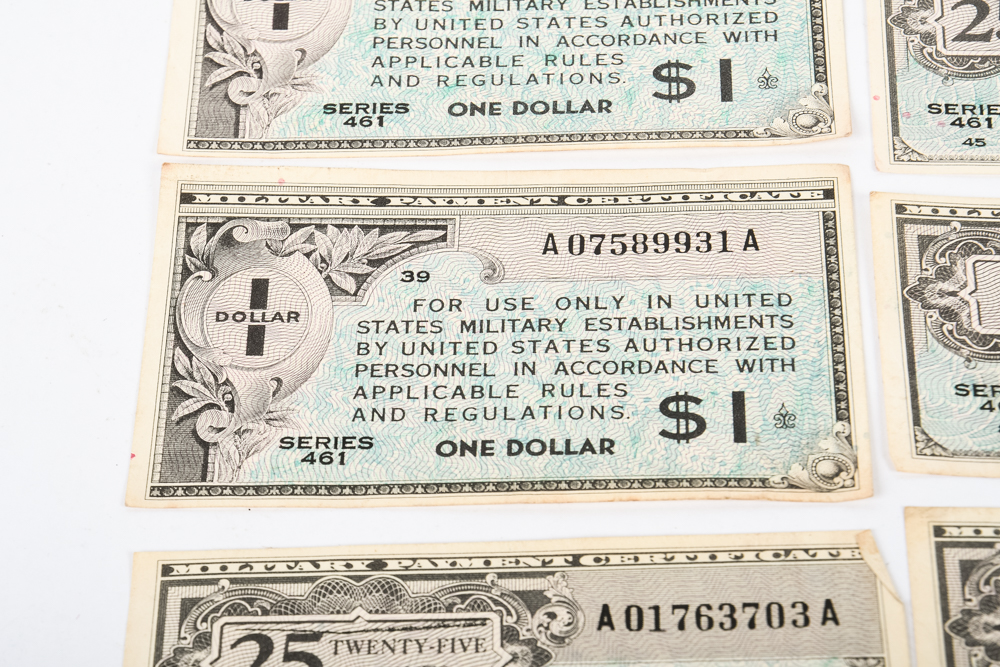 STATES MILITARY ESTABLISHMENTS
BY UNITED STATES AUTHORIZED
PERSONNEL IN ACCORDANCE WITH
APPLICABLE RULES
AND REGULATIONS.
$1
SERIES
461
ONE DOLLAR
MILITARY PAYMENT CERTIFICATE
A07589931A
39
1
DOLLAR
FOR USE ONLY IN UNITED
STATES MILITARY ESTABLISHMENTS
BY UNITED STATES AUTHORIZED
PERSONNEL IN ACCORDANCE WITH
APPLICABLE RULES
AND REGULATIONS.
$1
SERIES
461
ONE DOLLAR
MILITARY PAYMENT CERTIFICATE
A01763703A
25
TWENTY-FIVE
461
45